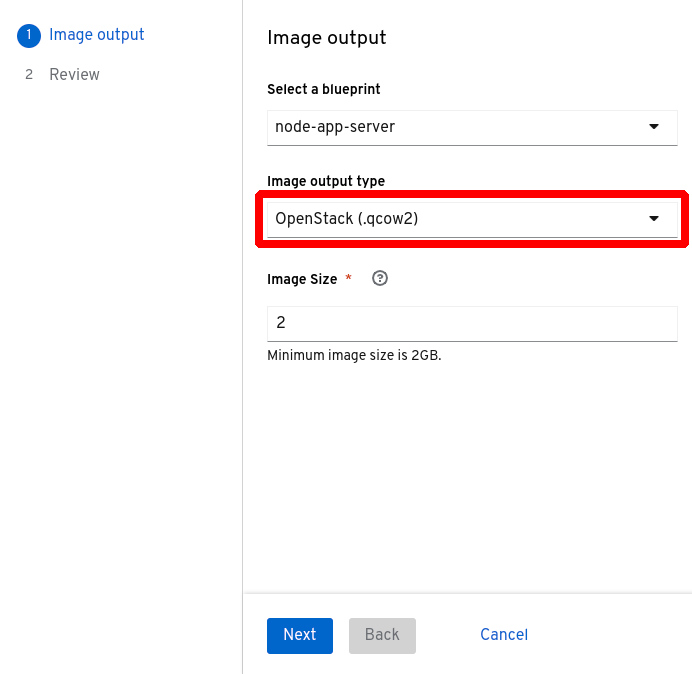 1 Image output
2 Review
Image output
Select a blueprint
node-app-server
Image output type
OpenStack (.qcow2)
Image Size * ?
2
Minimum image size is 2GB.
Next Back Cancel